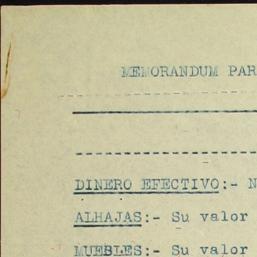 MEMORANDUM PAR
DINERO EFECTIVO:- N
ALHAJAS:- Su valor
MUEBLES:- Su valor